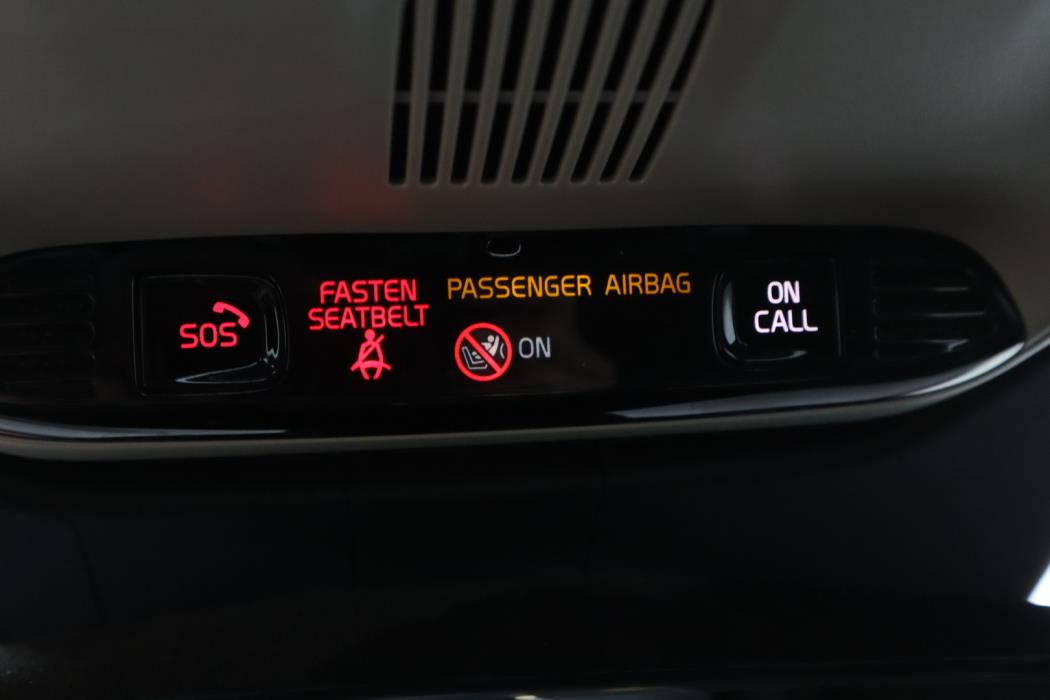 SOS
FASTEN
SEATBELT
PASSENGER AIRBAG
ON
ON
CALL